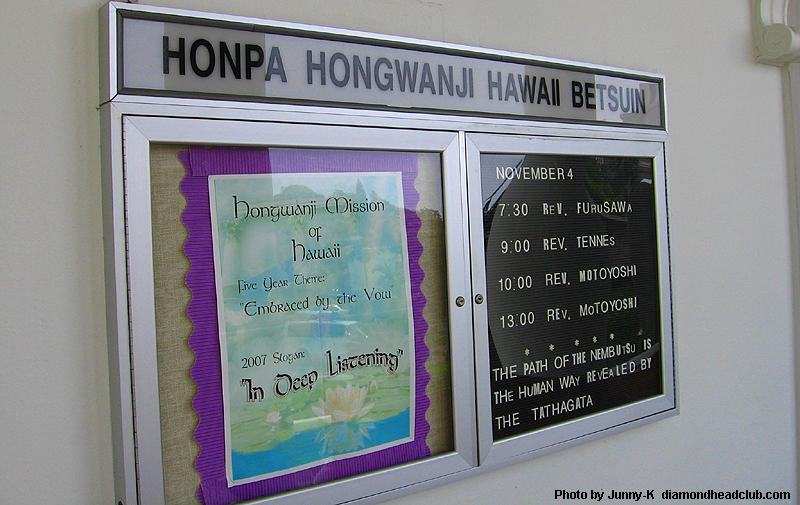 HONPA HONGWANJI HAWAII BETSUIN
Hongwanji Mission
of
Hawaii
Five Year Theme:
"Embraced by the Vow"
2007 Slogan:
"In Deep Listening"
NOVEMBER 4
7:30 REV. FURUSAWA
9:00 REV. TENNES
10:00 REV. MOTOYOSHI
13:00 REV. MOTOYOSHI
* * * * *
THE PATH OF THE NEMBUTSU IS
THE HUMAN WAY REVEALED BY
THE TATHAGATA
Photo by Junny-K diamondheadclub.com